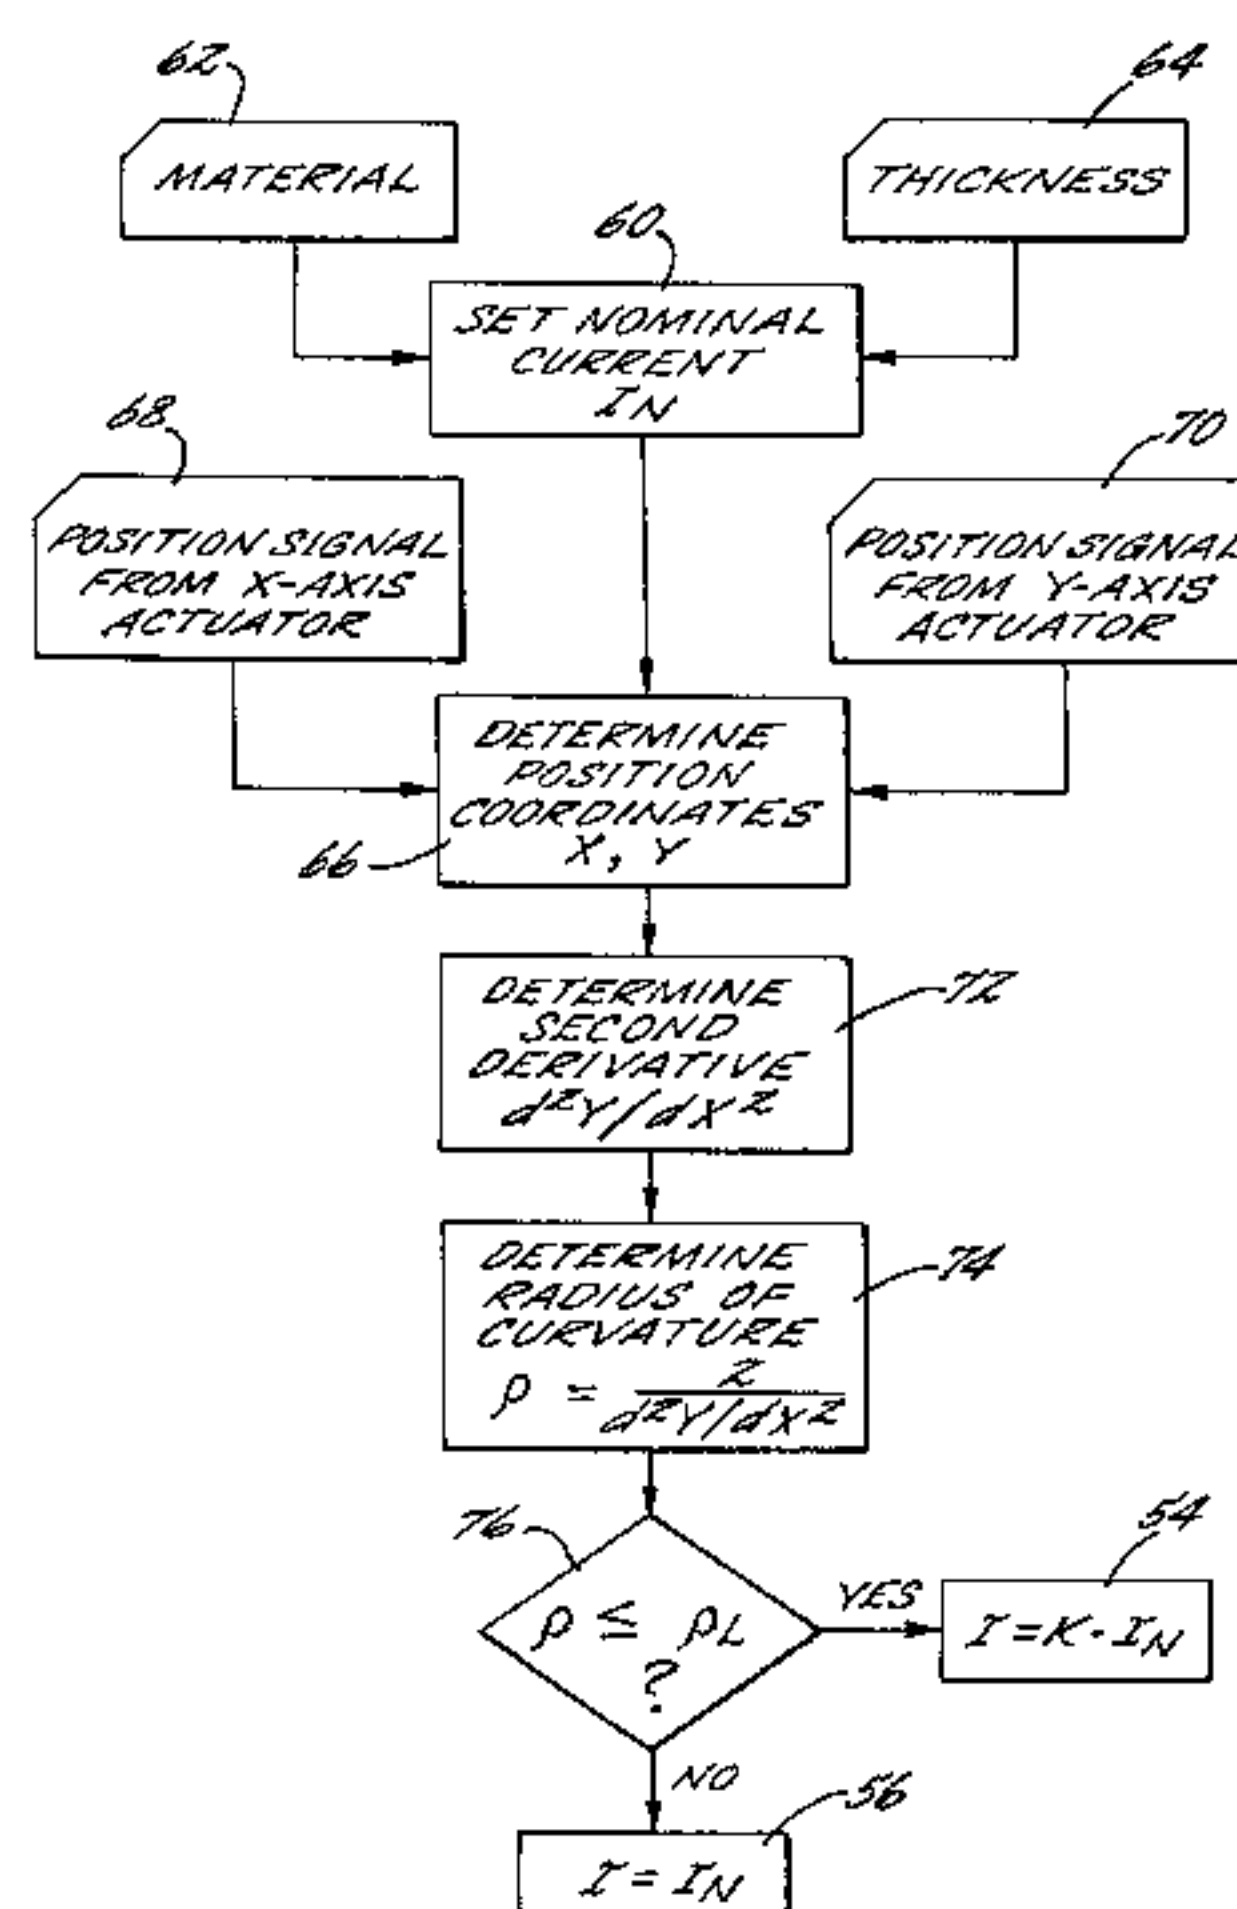 62
64
MATERIAL
THICKNESS
60
SET NOMINAL
CURRENT
IN
68
70
POSITION SIGNAL
FROM X-AXIS
ACTUATOR
POSITION SIGNAL
FROM Y-AXIS
ACTUATOR
DETERMINE
POSITION
COORDINATES
X, Y
66
DETERMINE
SECOND
DERIVATIVE
d²Y/dX²
72
DETERMINE
RADIUS OF
CURVATURE
ρ = 2 / d²Y/dX²
74
76
ρ ≤ ρL
?
YES
54
I = K · IN
NO
56
I = IN